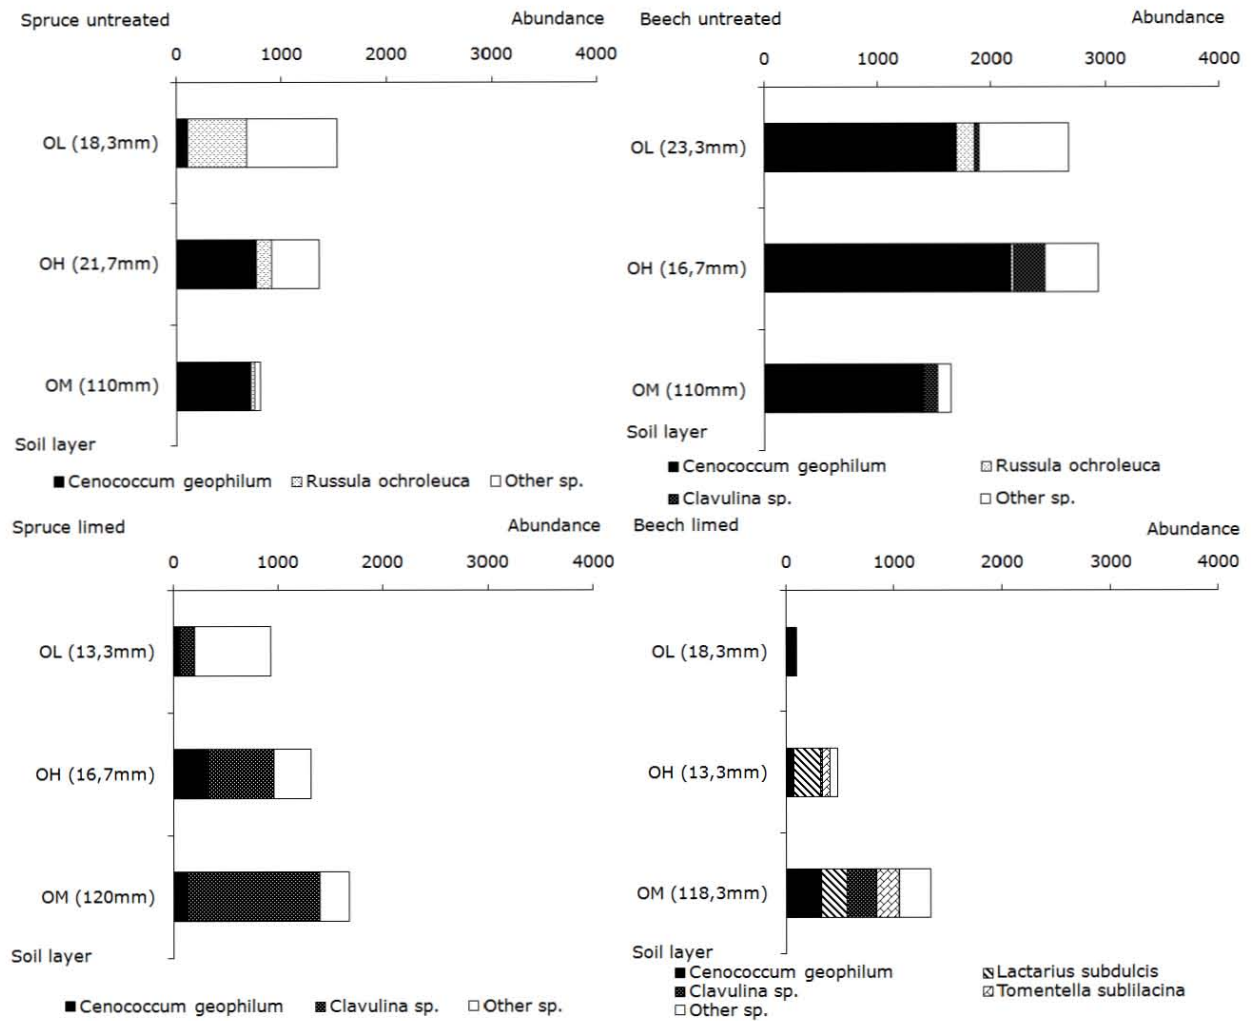 Spruce untreated
Abundance
0 1000 2000 3000 4000
OL (18,3mm)
OH (21,7mm)
OM (110mm)
Soil layer
Cenococcum geophilum Russula ochroleuca Other sp.
Beech untreated
Abundance
0 1000 2000 3000 4000
OL (23,3mm)
OH (16,7mm)
OM (110mm)
Soil layer
Cenococcum geophilum Russula ochroleuca
Clavulina sp. Other sp.
Spruce limed
Abundance
0 1000 2000 3000 4000
OL (13,3mm)
OH (16,7mm)
OM (120mm)
Soil layer
Cenococcum geophilum Clavulina sp. Other sp.
Beech limed
Abundance
0 1000 2000 3000 4000
OL (18,3mm)
OH (13,3mm)
OM (118,3mm)
Soil layer
Cenococcum geophilum Lactarius subdulcis
Clavulina sp. Tomentella sublilacina
Other sp.